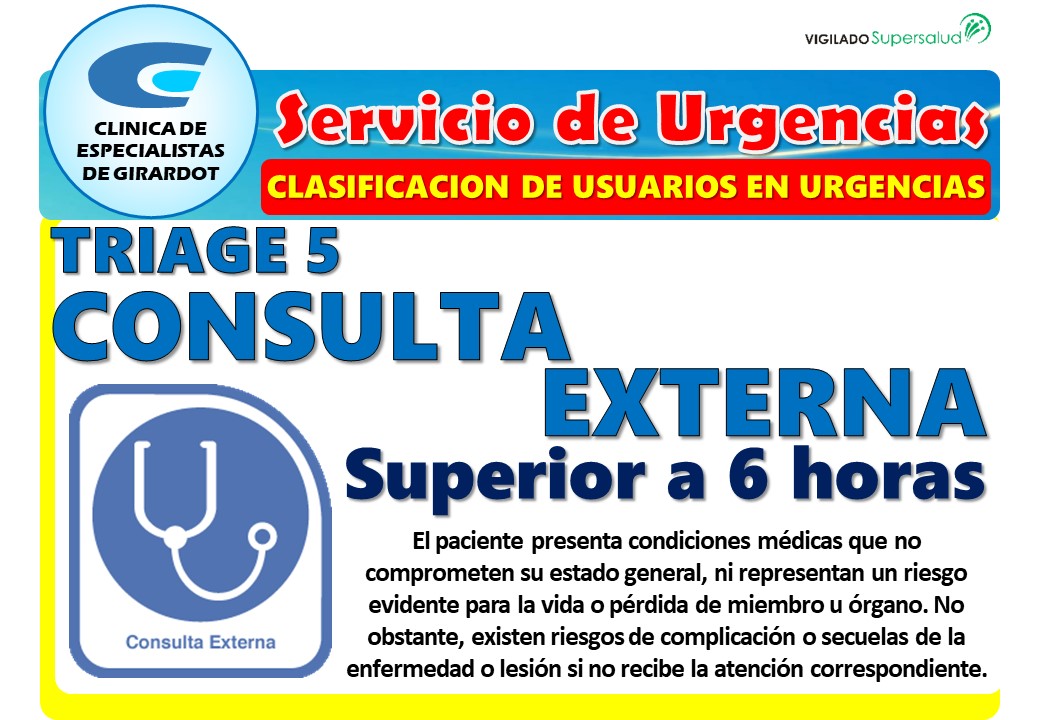 VIGILADO Supersalud
CLINICA DE
ESPECIALISTAS
DE GIRARDOT
Servicio de Urgencias
CLASIFICACION DE USUARIOS EN URGENCIAS
TRIAGE 5
CONSULTA
EXTERNA
Superior a 6 horas
El paciente presenta condiciones médicas que no
comprometen su estado general, ni representan un riesgo
evidente para la vida o pérdida de miembro u órgano. No
obstante, existen riesgos de complicación o secuelas de la
enfermedad o lesión si no recibe la atención correspondiente.
Consulta Externa